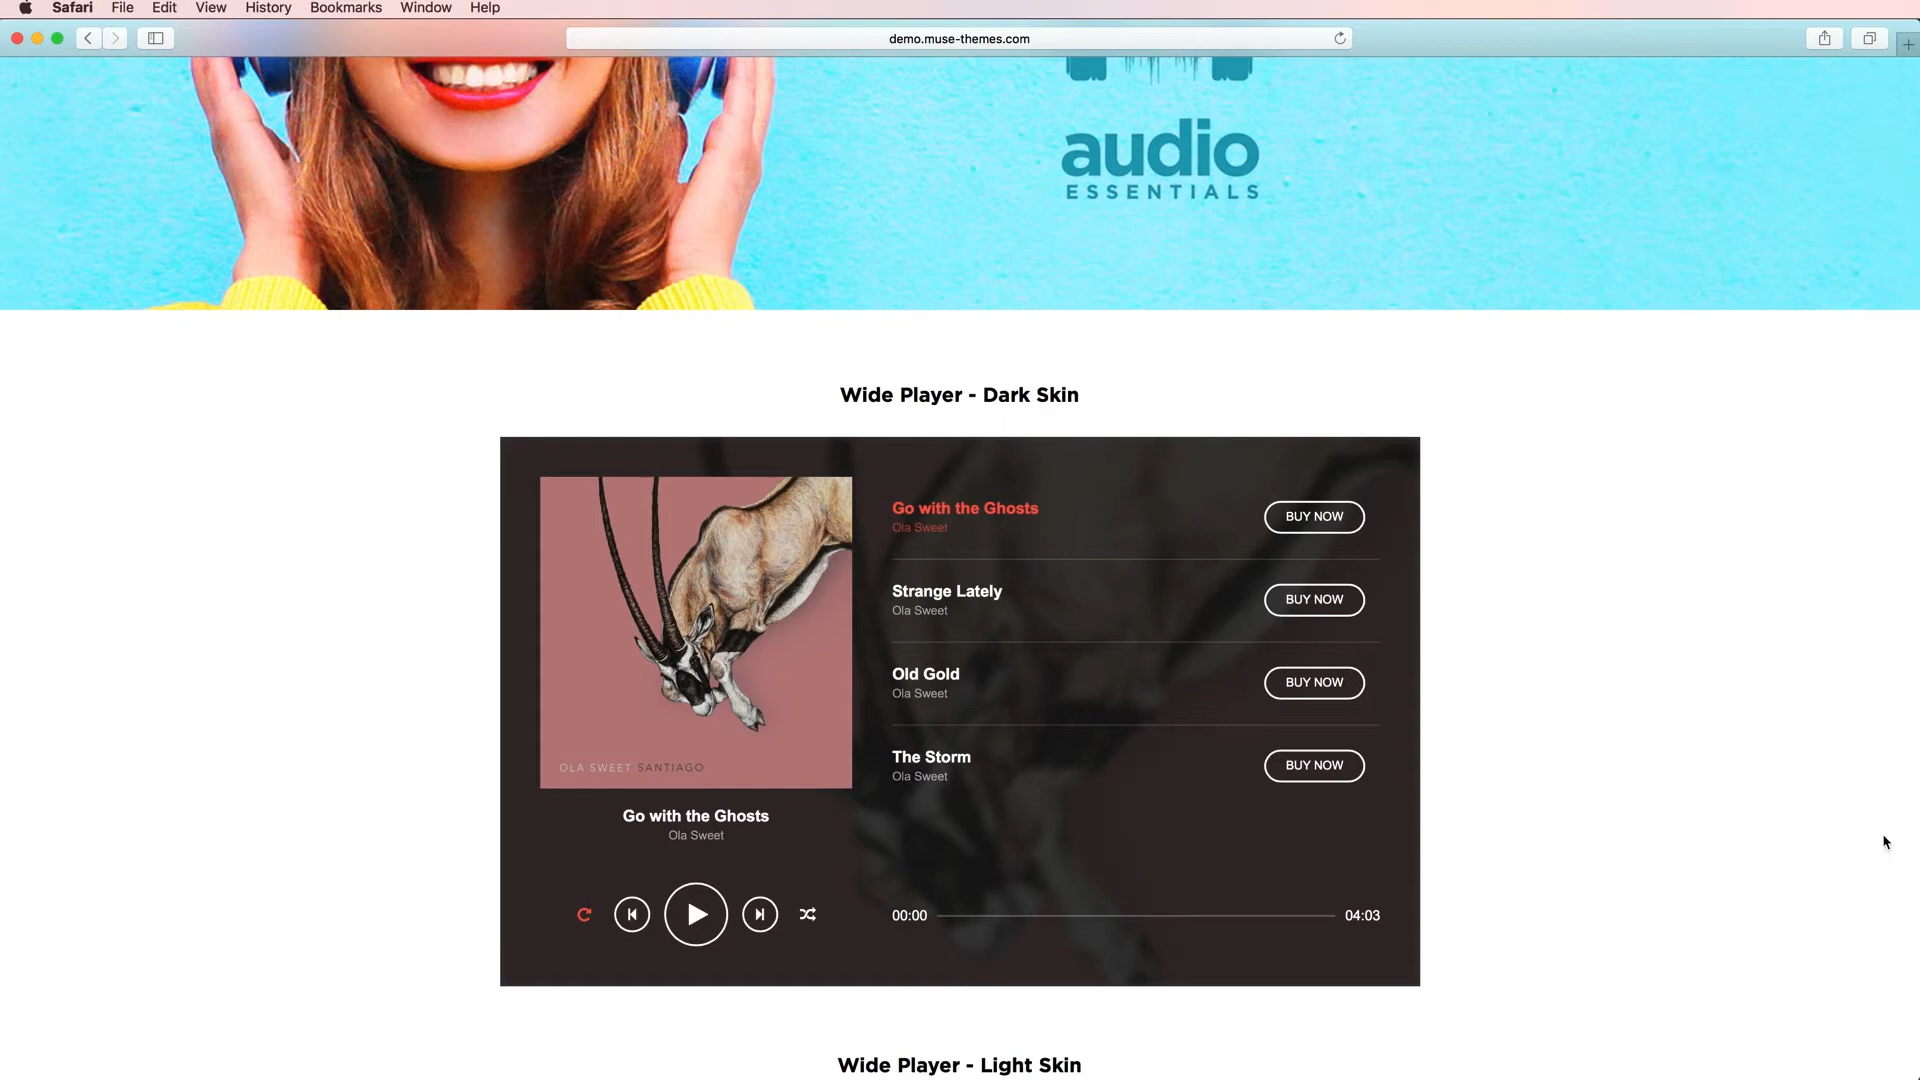 Safari File Edit View History Bookmarks Window Help
demo.muse-themes.com
audio
ESSENTIALS
Wide Player - Dark Skin
Go with the Ghosts
Ola Sweet
BUY NOW
Strange Lately
Ola Sweet
BUY NOW
Old Gold
Ola Sweet
BUY NOW
The Storm
Ola Sweet
BUY NOW
OLA SWEET SANTIAGO
Go with the Ghosts
Ola Sweet
00:00
04:03
Wide Player - Light Skin